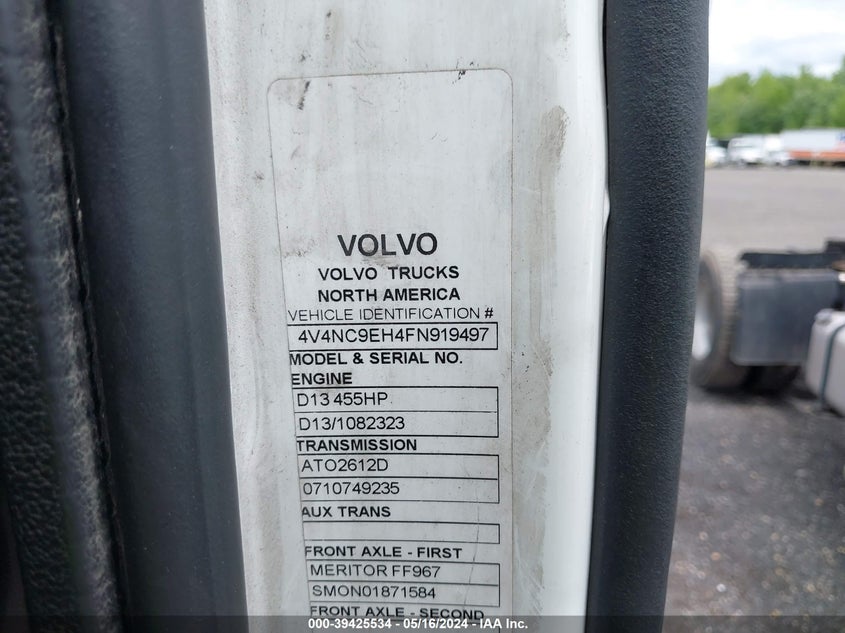 VOLVO
VOLVO TRUCKS
NORTH AMERICA
VEHICLE IDENTIFICATION #
4V4NC9EH4FN919497
MODEL & SERIAL NO.
ENGINE
D13 455HP
D13/1082323
TRANSMISSION
ATO2612D
0710749235
AUX TRANS
FRONT AXLE - FIRST
MERITOR FF967
SMON01871584
FRONT AXLE - SECOND
000-39425534 - 05/16/2024 - IAA Inc.